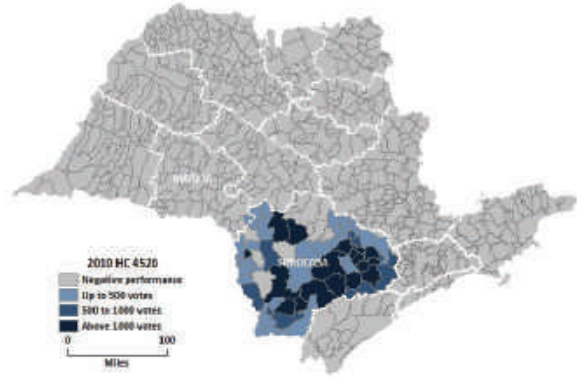 SOROCABA
2010 HC 4520
Negative performance
Up to 500 votes
500 to 1000 votes
Above 1000 votes
0 100
Miles